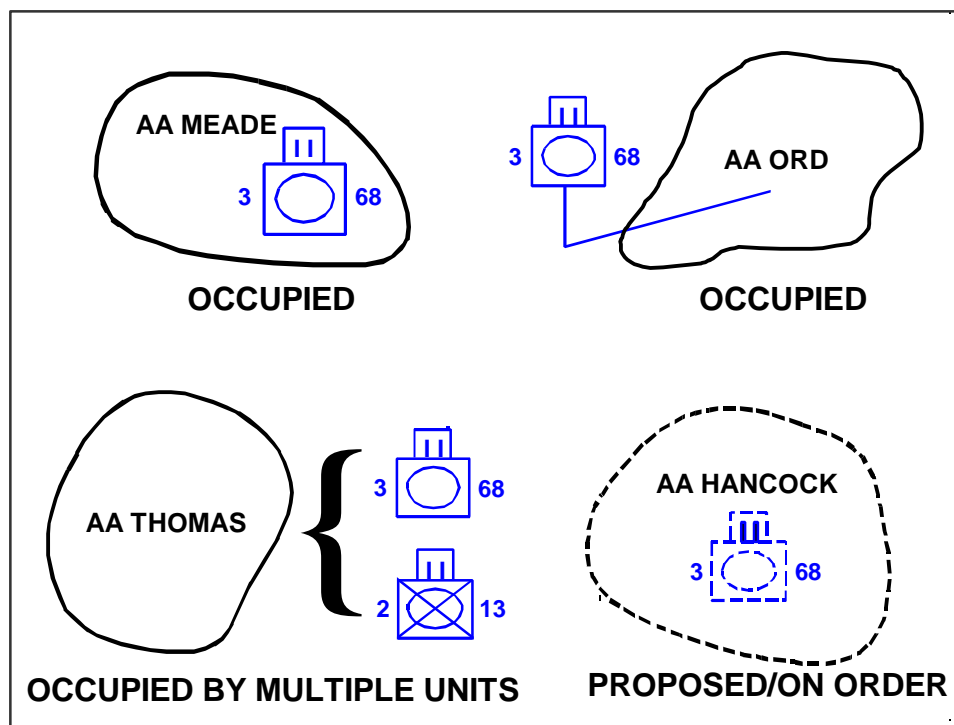 AA MEADE
3 68
OCCUPIED
3 68
AA ORD
OCCUPIED
AA THOMAS
3 68
2 13
OCCUPIED BY MULTIPLE UNITS
AA HANCOCK
3 68
PROPOSED/ON ORDER